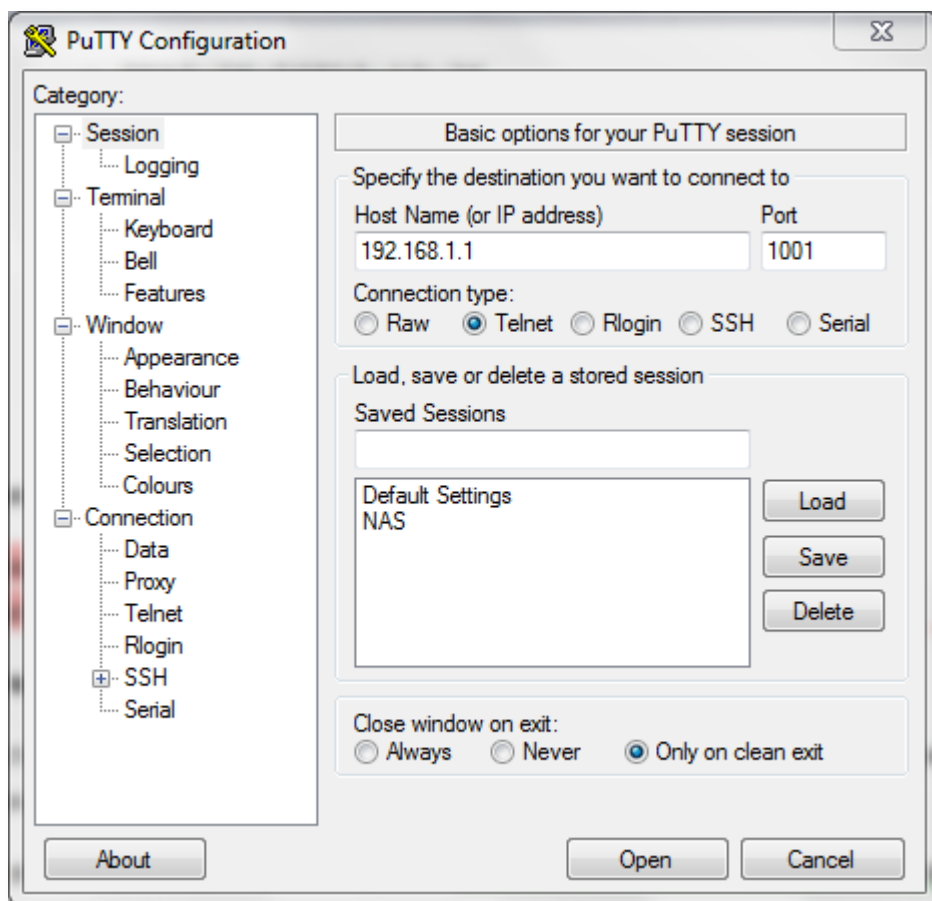 PuTTY Configuration
Category:
Session
Logging
Terminal
Keyboard
Bell
Features
Window
Appearance
Behaviour
Translation
Selection
Colours
Connection
Data
Proxy
Telnet
Rlogin
SSH
Serial
Basic options for your PuTTY session
Specify the destination you want to connect to
Host Name (or IP address) Port
192.168.1.1 1001
Connection type:
Raw Telnet Rlogin SSH Serial
Load, save or delete a stored session
Saved Sessions
Default Settings
NAS
Load
Save
Delete
Close window on exit:
Always Never Only on clean exit
About Open Cancel